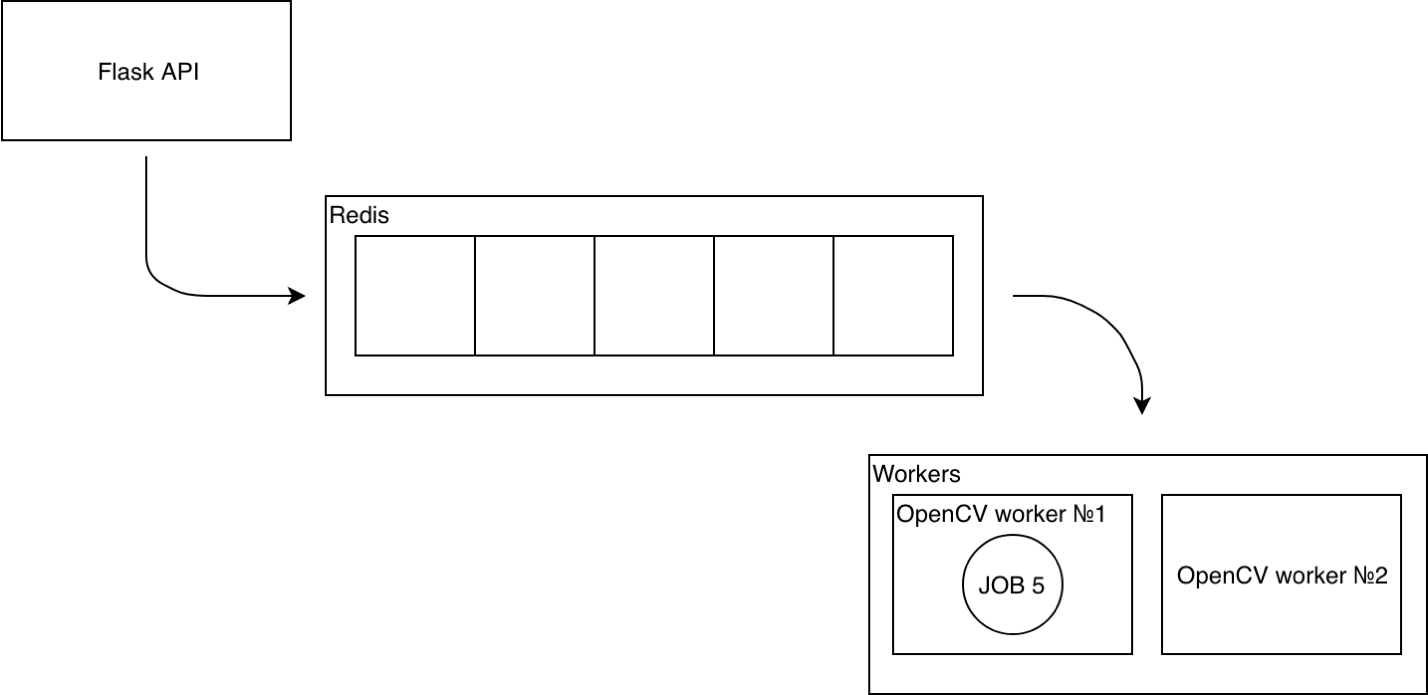 Flask API
Redis
Workers
OpenCV worker №1
JOB 5
OpenCV worker №2